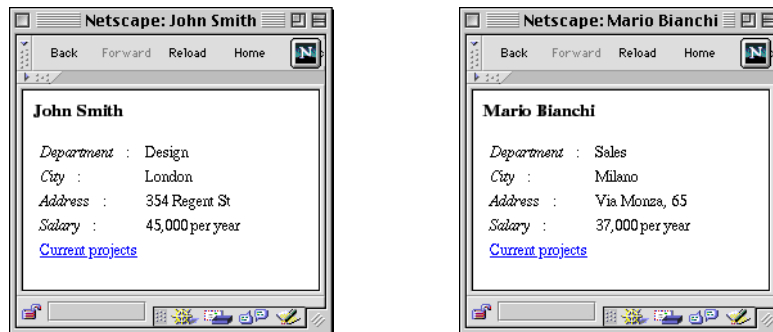 Netscape: John Smith
Back Forward Reload Home
N
John Smith
Department : Design
City : London
Address : 354 Regent St
Salary : 45,000 per year
Current projects
Netscape: Mario Bianchi
Back Forward Reload Home
N
Mario Bianchi
Department : Sales
City : Milano
Address : Via Monza, 65
Salary : 37,000 per year
Current projects